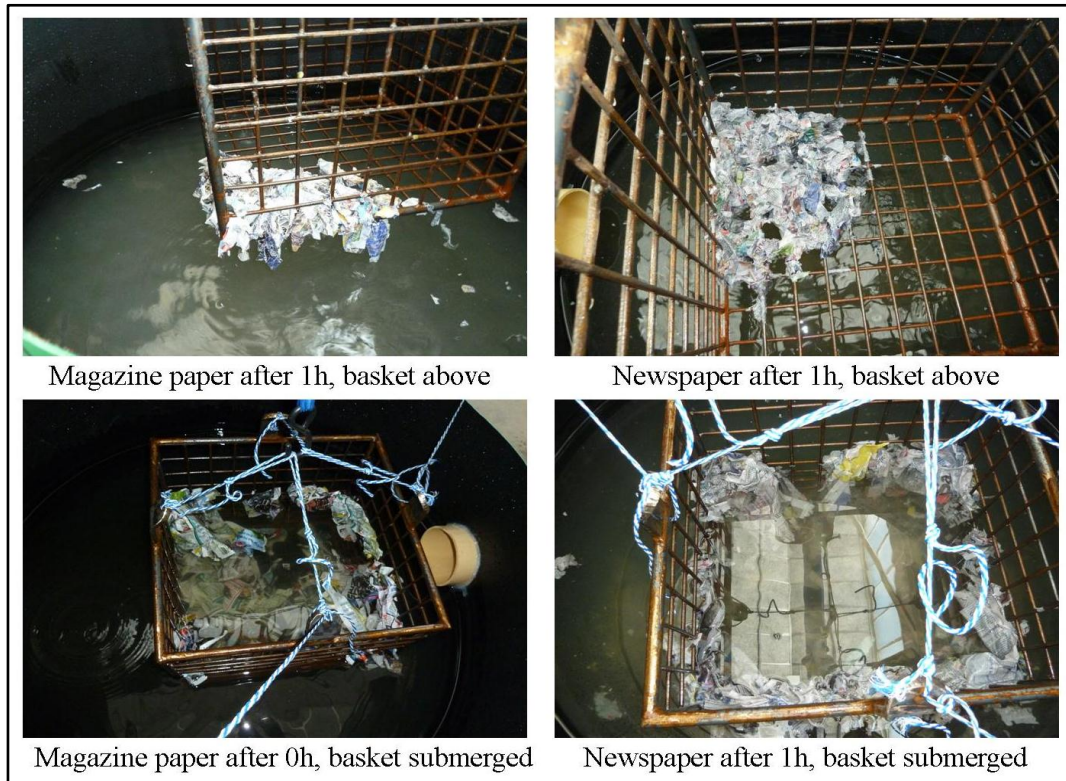 Magazine paper after 1h, basket above
Newspaper after 1h, basket above
Magazine paper after 0h, basket submerged
Newspaper after 1h, basket submerged